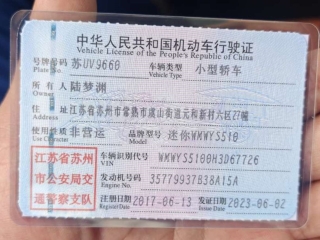 中华人民共和国机动车行驶证
Vehicle License of the People's Republic of China
号牌号码 苏UV9660 车辆类型 小型轿车
Plate No. Vehicle Type
所有人 陆梦洲
Owner
住址 江苏省苏州市常熟市虞山街道元和新村六区27幢
Address
使用性质 非营运 品牌型号 迷你WMWYS510
Use Character Model
江苏省苏州
市公安局交
通警察支队
车辆识别代号 WMWYS5100H3D67726
VIN
发动机号码 35779937B38A15A
Engine No.
注册日期 2017-06-13 发证日期 2023-06-02
Register Date Issue Date